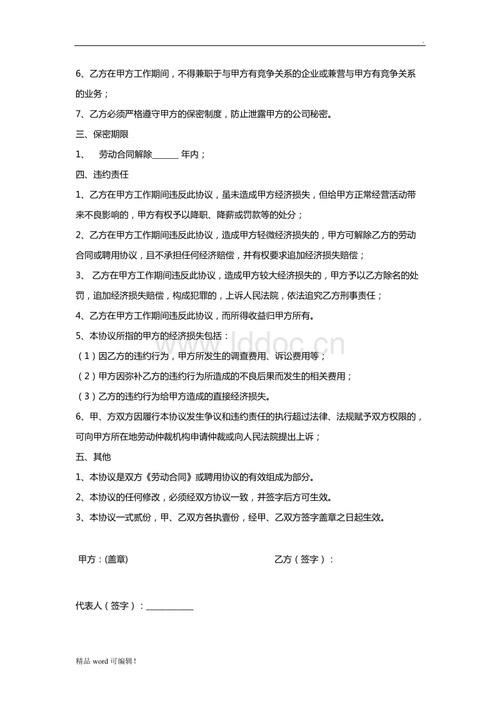 6、乙方在甲方工作期间，不得兼职于与甲方有竞争关系的企业或兼营与甲方有竞争关系
的业务；
7、乙方必须严格遵守甲方的保密制度，防止泄露甲方的公司秘密。
三、保密期限
1、 劳动合同解除______ 年内；
四、违约责任
1、乙方在甲方工作期间违反此协议，虽未造成甲方经济损失，但给甲方正常经营活动带
来不良影响的，甲方有权予以降职、降薪或罚款等的处分；
2、乙方在甲方工作期间违反此协议，造成甲方轻微经济损失的，甲方可解除乙方的劳动
合同或聘用协议，且不承担任何经济赔偿，并有权要求追加经济损失赔偿；
3、 乙方在甲方工作期间违反此协议，造成甲方较大经济损失的，甲方予以乙方除名的处
罚，追加经济损失赔偿，构成犯罪的，上诉人民法院，依法追究乙方刑事责任；
4、乙方在甲方工作期间违反此协议，而所得收益归甲方所有。
5、本协议所指的甲方的经济损失包括：
www.lddoc.cn
（1）因乙方的违约行为，甲方所发生的调查费用、诉讼费用等；
（2）甲方因弥补乙方的违约行为所造成的不良后果而发生的相关费用；
（3）乙方的违约行为给甲方造成的直接经济损失。
6、甲、乙双方因履行本协议发生争议和违约责任的执行超过法律、法规赋予双方权限的，
可向甲方所在地劳动仲裁机构申请仲裁或向人民法院提出上诉；
五、其他
1、本协议是双方《劳动合同》或聘用协议的有效组成为部分。
2、本协议的任何修改，必须经双方协议一致，并签字后方可生效。
3、本协议一式贰份，甲、乙双方各执壹份，经甲、乙双方签字盖章之日起生效。
甲方：(盖章) 乙方（签字）：
代表人（签字）：__________
精品 word 可编辑！